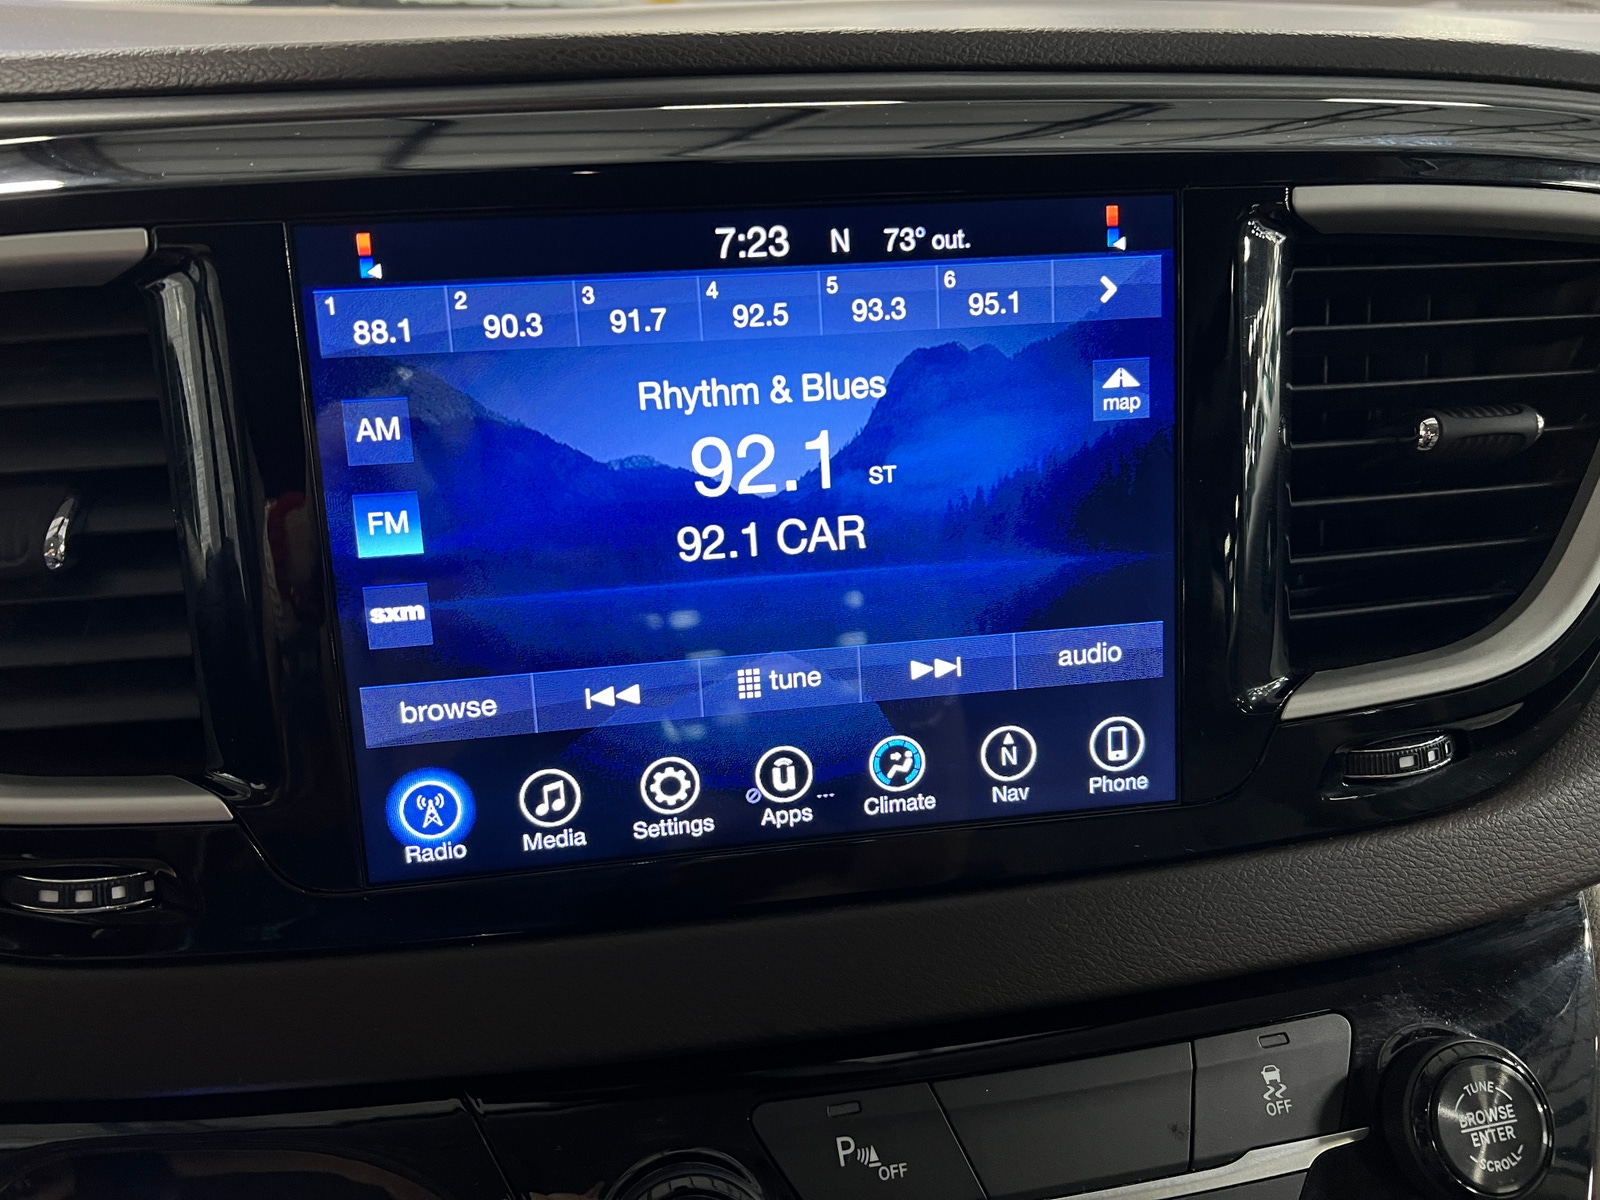 7:23 N 73° out.
1 88.1 2 90.3 3 91.7 4 92.5 5 93.3 6 95.1
Rhythm & Blues
map
AM
92.1 ST
FM
92.1 CAR
sxm
browse tune audio
Radio Media Settings Apps Climate N Nav Phone
OFF
P OFF
TUNE
BROWSE
ENTER
SCROLL